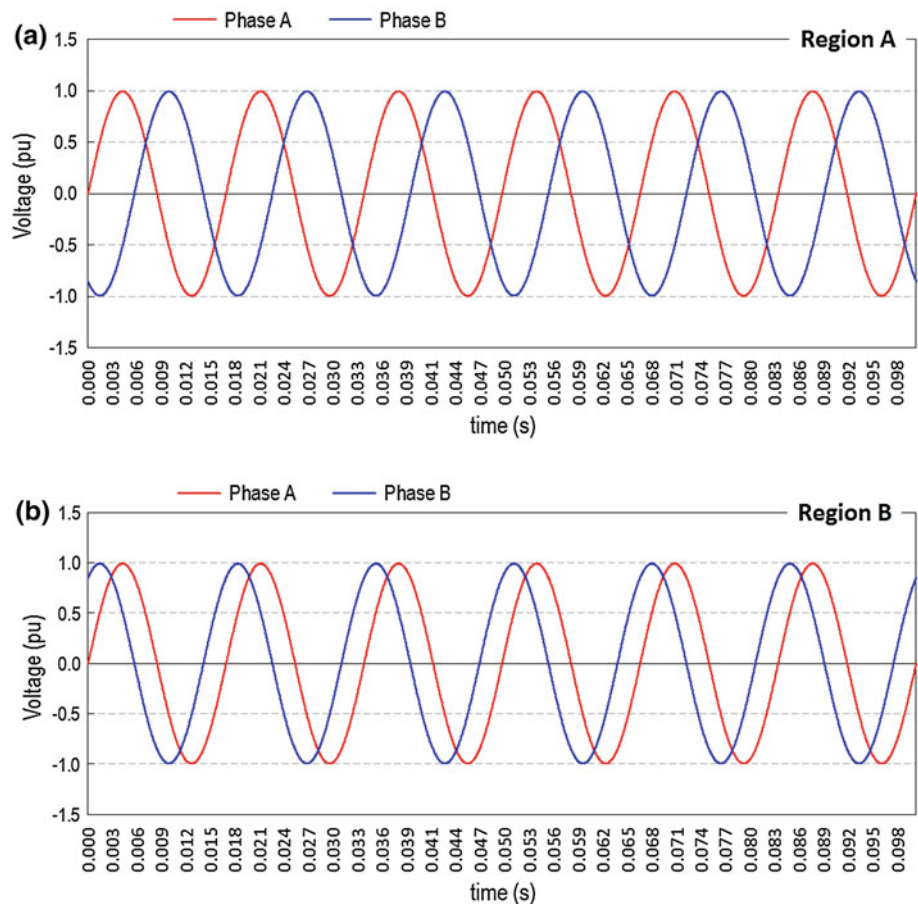 Phase A Phase B
(a)
Region A
1.5
1.0
0.5
0.0
-0.5
-1.0
-1.5
Voltage (pu)
0.000 0.003 0.006 0.009 0.0012 0.0015 0.0018 0.021 0.024 0.027 0.030 0.033 0.036 0.039 0.041 0.044 0.047 0.050 0.053 0.056 0.059 0.062 0.065 0.068 0.071 0.074 0.077 0.080 0.083 0.086 0.089 0.092 0.095 0.098
time (s)
Phase A Phase B
(b)
Region B
1.5
1.0
0.5
0.0
-0.5
-1.0
-1.5
Voltage (pu)
0.000 0.003 0.006 0.009 0.0012 0.0015 0.0018 0.021 0.024 0.027 0.030 0.033 0.036 0.039 0.041 0.044 0.047 0.050 0.053 0.056 0.059 0.062 0.065 0.068 0.071 0.074 0.077 0.080 0.083 0.086 0.089 0.092 0.095 0.098
time (s)